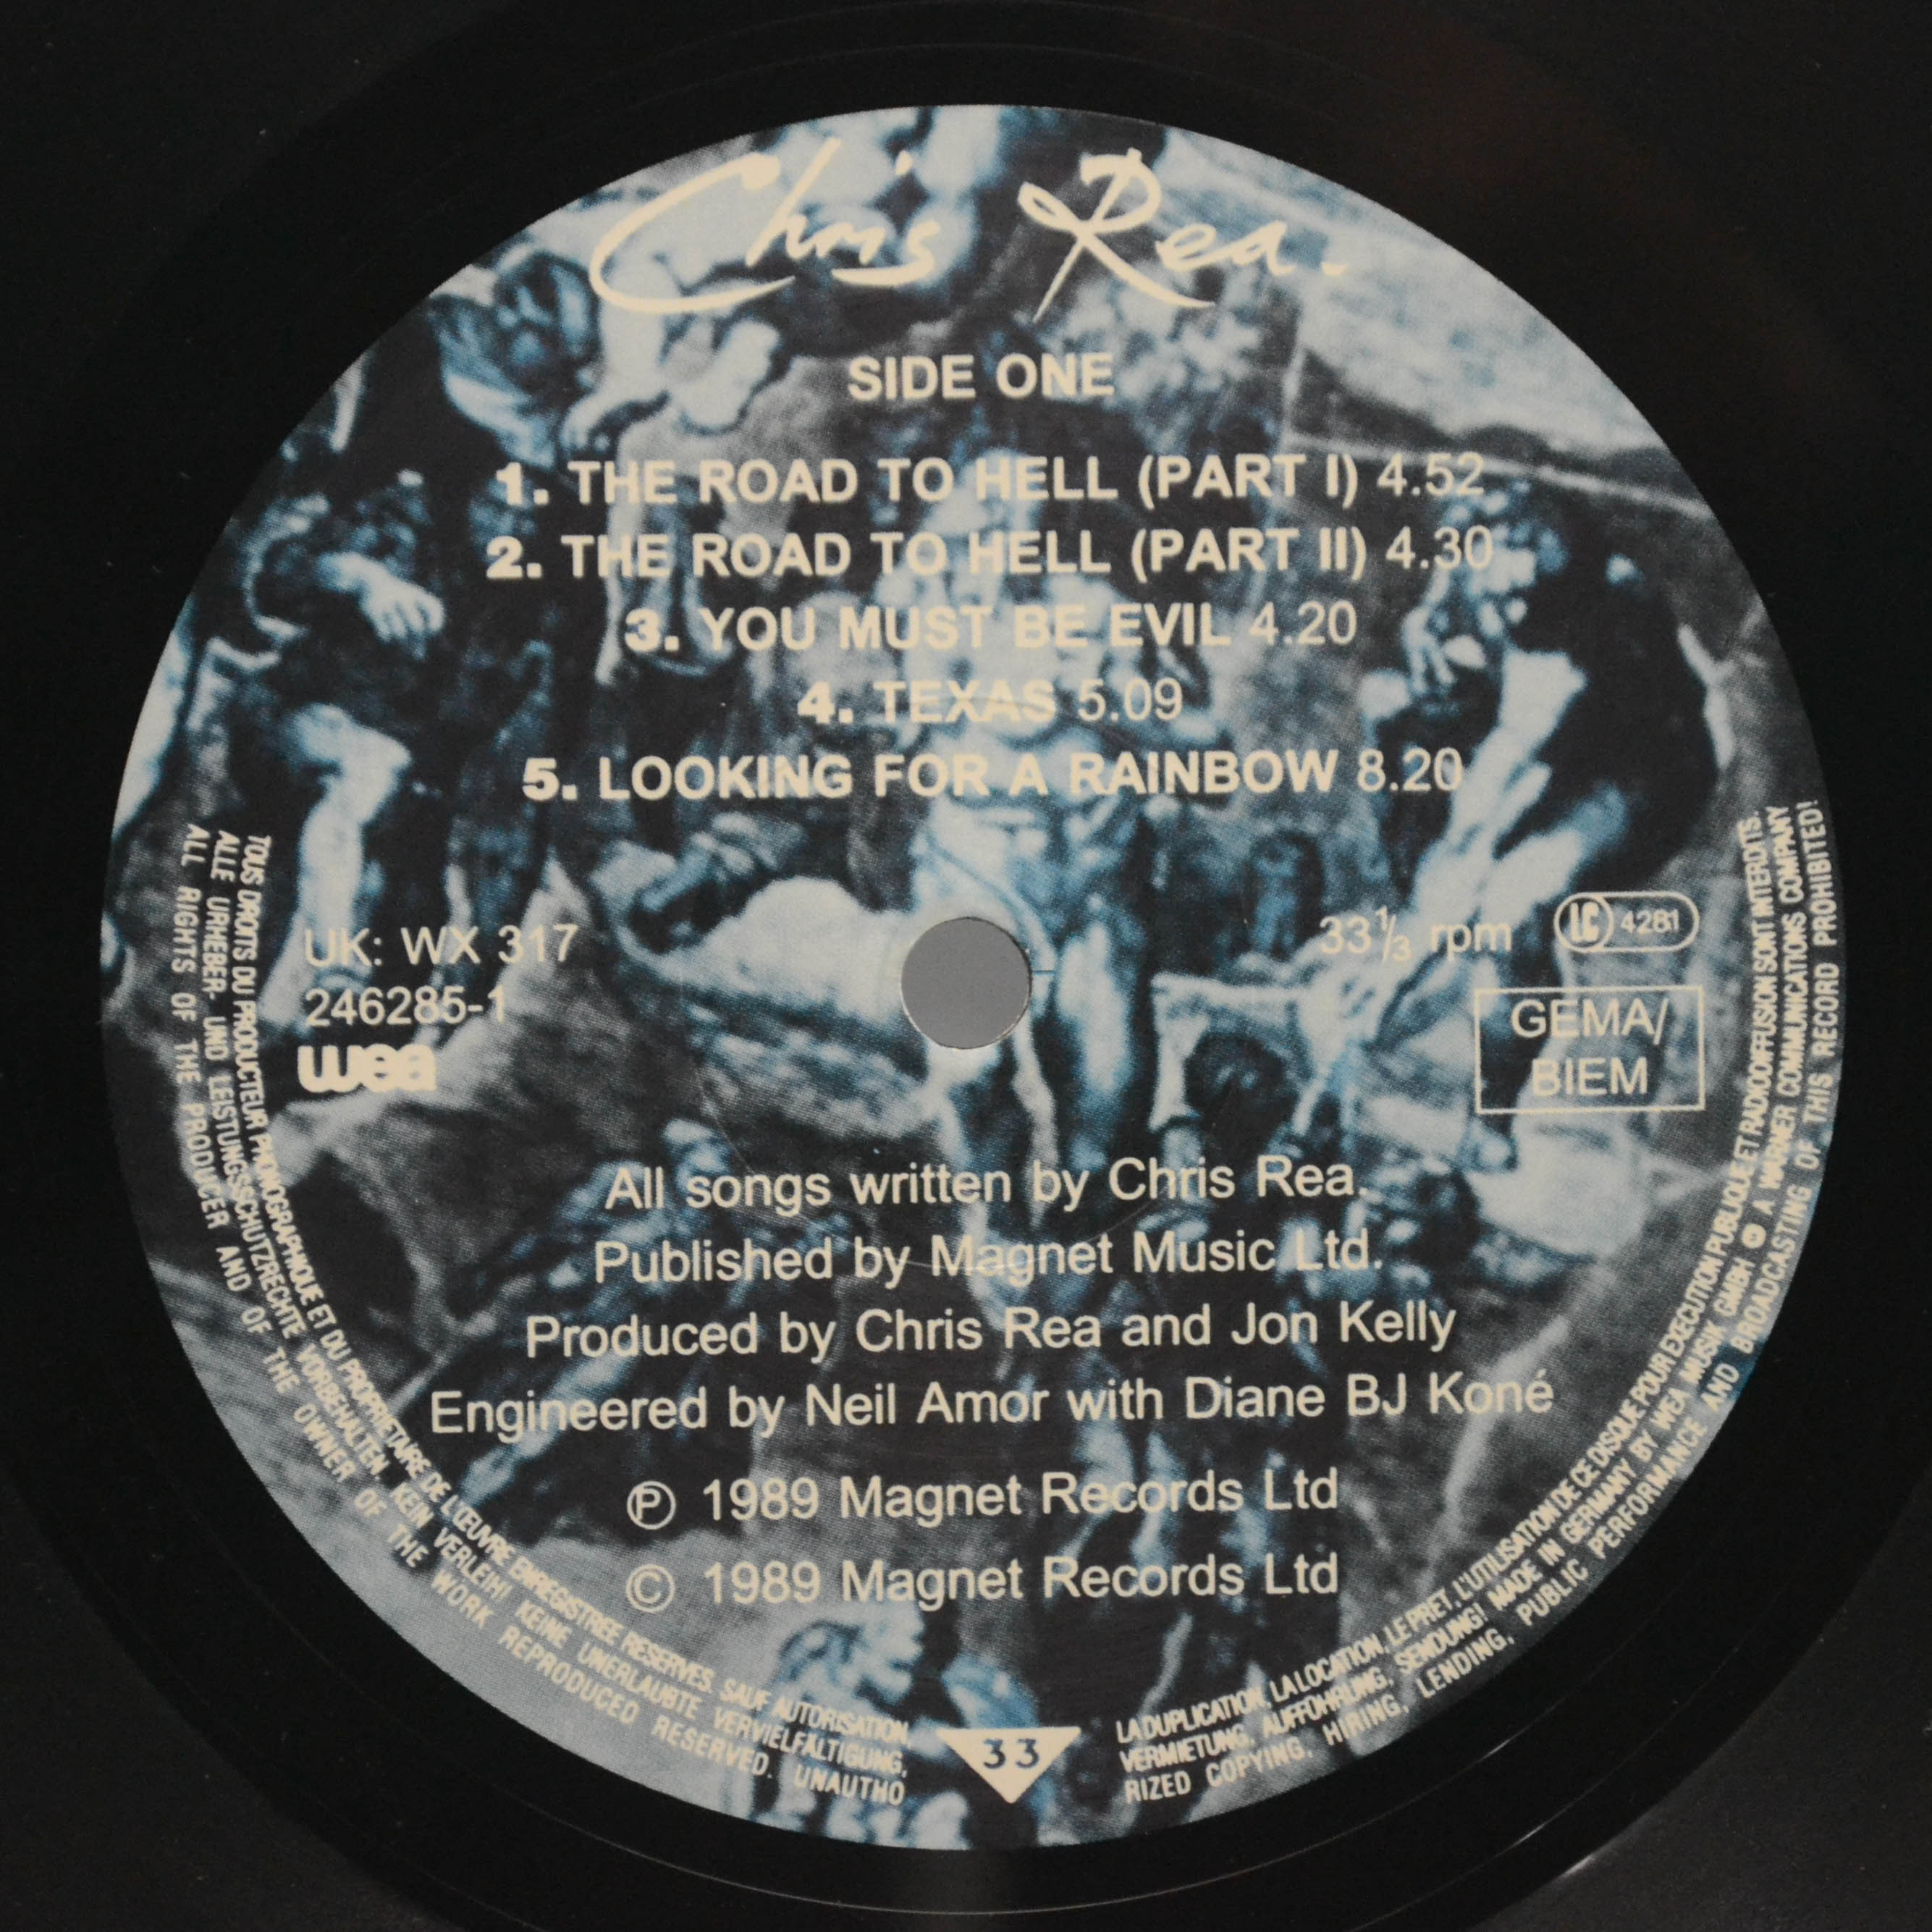 Chris Rea.
SIDE ONE
1. THE ROAD TO HELL (PART I) 4.52
2. THE ROAD TO HELL (PART II) 4.30
3. YOU MUST BE EVIL 4.20
4. TEXAS 5.09
5. LOOKING FOR A RAINBOW 8.20
UK: WX 317
246285-1
wea
33⅓ rpm
LC 4281
GEMA/
BIEM
All songs written by Chris Rea.
Published by Magnet Music Ltd.
Produced by Chris Rea and Jon Kelly
Engineered by Neil Amor with Diane BJ Koné
Ⓟ 1989 Magnet Records Ltd
© 1989 Magnet Records Ltd
TOUS DROITS DU PRODUCTEUR PHONOGRAPHIQUE ET DU PROPRIETAIRE DE L'ŒUVRE ENREGISTREE RESERVES. SAUF AUTORISATION, LA DUPLICATION, LA LOCATION, LE PRET, L'UTILISATION DE CE DISQUE POUR EXECUTION PUBLIQUE ET RADIODIFFUSION SONT INTERDITS.
ALLE URHEBER- UND LEISTUNGSSCHUTZRECHTE VORBEHALTEN. KEIN VERLEIH! KEINE UNERLAUBTE VERVIELFÄLTIGUNG, VERMIETUNG, AUFFÜHRUNG, SENDUNG! MADE IN GERMANY BY WEA MUSIK GMBH A WARNER COMMUNICATIONS COMPANY
ALL RIGHTS OF THE PRODUCER AND OF THE OWNER OF THE WORK REPRODUCED RESERVED. UNAUTHORIZED COPYING, HIRING, LENDING, PUBLIC PERFORMANCE AND BROADCASTING OF THIS RECORD PROHIBITED!
33